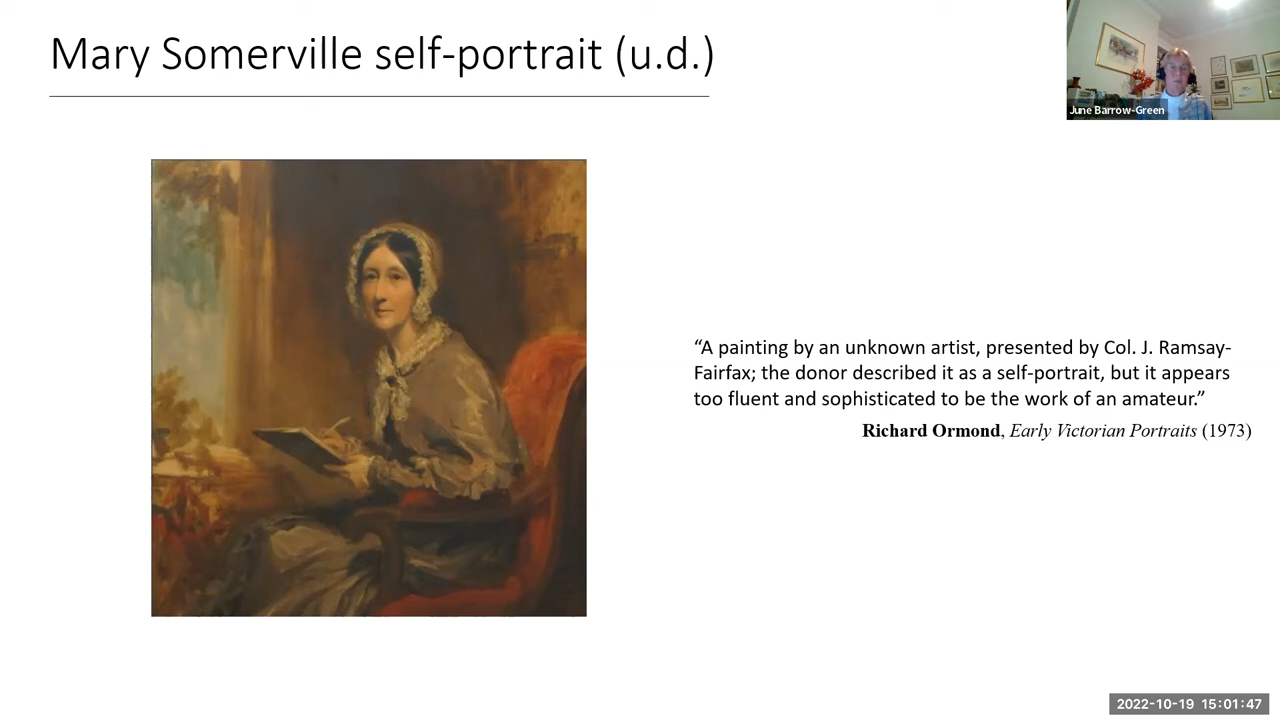 Mary Somerville self-portrait (u.d.)
June Barrow-Green
“A painting by an unknown artist, presented by Col. J. Ramsay-
Fairfax; the donor described it as a self-portrait, but it appears
too fluent and sophisticated to be the work of an amateur.”
Richard Ormond, Early Victorian Portraits (1973)
2022-10-19 15:01:47